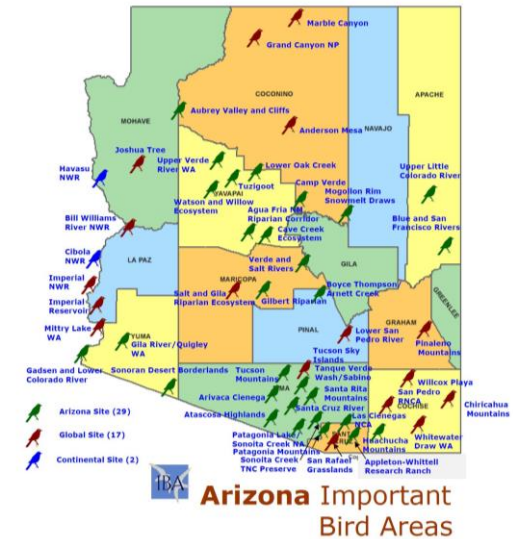 Marble Canyon
Grand Canyon NP
COCONINO
APACHE
Aubrey Valley and Cliffs
MOHAVE
Anderson Mesa
NAVAJO
Joshua Tree
Upper Verde
River WA
Lower Oak Creek
Upper Little
Colorado River
Havasu
NWR
Tuzigoot
Camp Verde
YAVAPAI
Mogollon Rim
Snowmelt Draws
Watson and Willow
Ecosystem
Agua Fria NM
Riparian Corridor
Blue and San
Francisco Rivers
Bill Williams
River NWR
Cave Creek
Ecosystem
Cibola
NWR
LA PAZ
Verde and
Salt Rivers
GILA
Imperial
NWR
MARICOPA
Boyce Thompson
Arnett Creek
GREENLEE
Salt and Gila
Riparian Ecosystem
Gilbert Riparian
Imperial
Reservoir
GRAHAM
Mittry Lake
WA
YUMA
Gila River/Quigley
WA
PINAL
Lower San
Pedro River
Pinaleno
Mountains
Tucson Sky
Islands
Gadsen and Lower
Colorado River
Sonoran Desert Borderlands
Tucson
Mountains
Tanque Verde
Wash/Sabino
Willcox Playa
San Pedro
RNCA
Santa Rita
Mountains
Arivaca Cienega
Chiricahua
Mountains
COCHISE
Arizona Site (29)
Atascosa Highlands
Santa Cruz River
Las Cienegas
NCA
Whitewater
Draw WA
Global Site (17)
Patagonia Lake/
Sonoita Creek NA
Huachuca
Mountains
Patagonia Mountains
Continental Site (2)
Sonoita Creek
TNC Preserve
San Rafael
Grasslands
Appleton-Whittell
Research Ranch
IBA
Arizona Important
Bird Areas